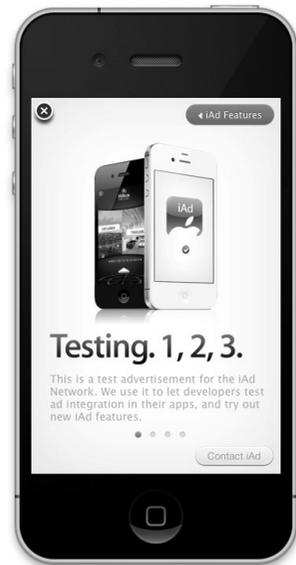 iAd Features
iAd
Testing. 1, 2, 3.
This is a test advertisement for the iAd
Network. We use it to let developers test
ad integration in their apps, and try out
new iAd features.
Contact iAd